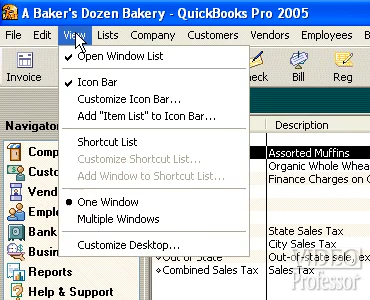 A Baker's Dozen Bakery - QuickBooks Pro 2005
File Edit View Lists Company Customers Vendors Employees
Invoice Bill Reg
Open Window List
Icon Bar
Customize Icon Bar...
Add "Item List" to Icon Bar...
Shortcut List
Customize Shortcut List...
Add Window to Shortcut List...
One Window
Multiple Windows
Customize Desktop...
Navigator
Reports
Help & Support
Description
Assorted Muffins
Organic Whole Whea
Finance Charges on
State Sales Tax
City Sales Tax
Out of State Out-of-state sale, ex
Combined Sales Tax Sales Tax
VIDEO Professor